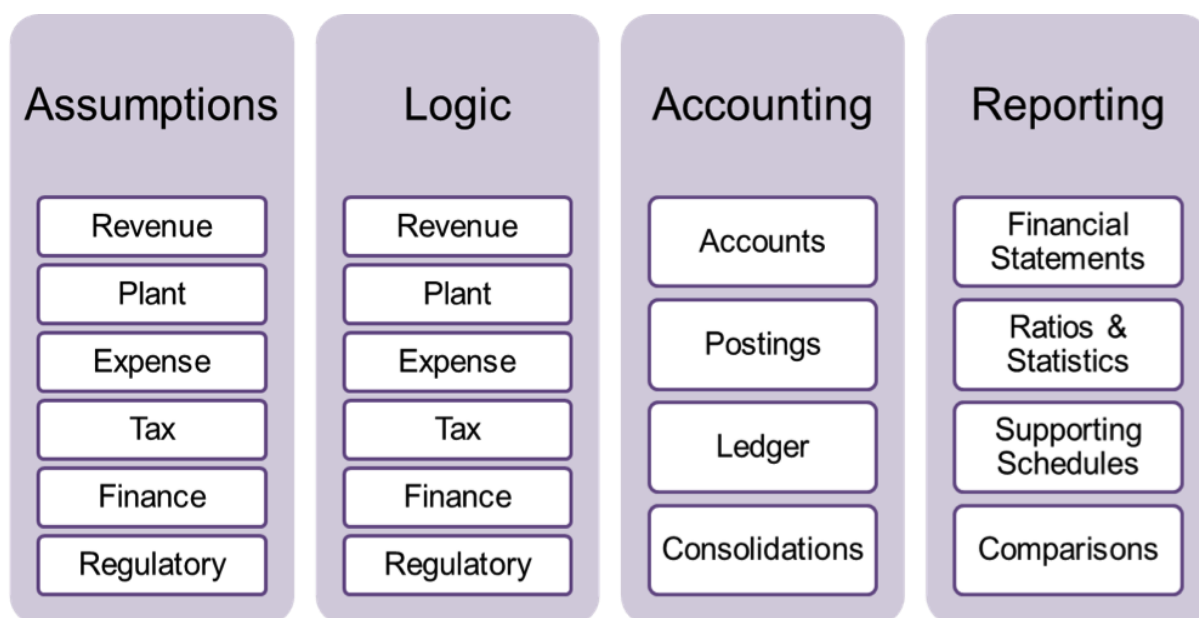 Assumptions
Revenue
Plant
Expense
Tax
Finance
Regulatory
Logic
Revenue
Plant
Expense
Tax
Finance
Regulatory
Accounting
Accounts
Postings
Ledger
Consolidations
Reporting
Financial
Statements
Ratios &
Statistics
Supporting
Schedules
Comparisons